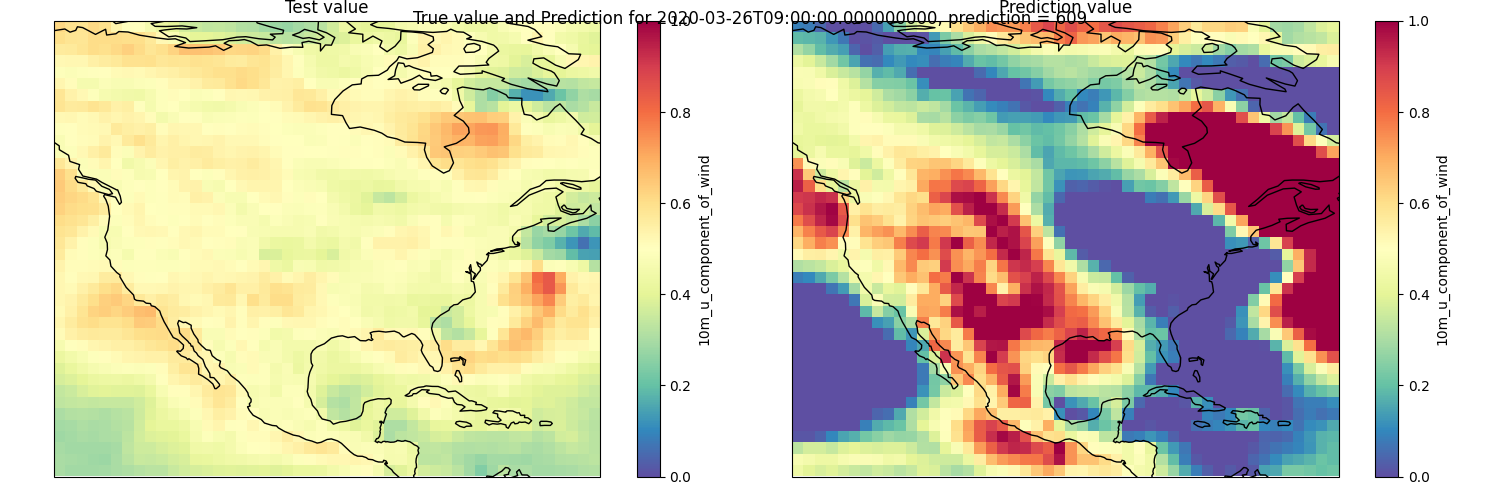 Test value
True value and Prediction for 2020-03-26T09:00:00.000000000, prediction = 609
Prediction value
1.0
0.8
0.6
0.4
0.2
0.0
10m_u_component_of_wind
1.0
0.8
0.6
0.4
0.2
0.0
10m_u_component_of_wind